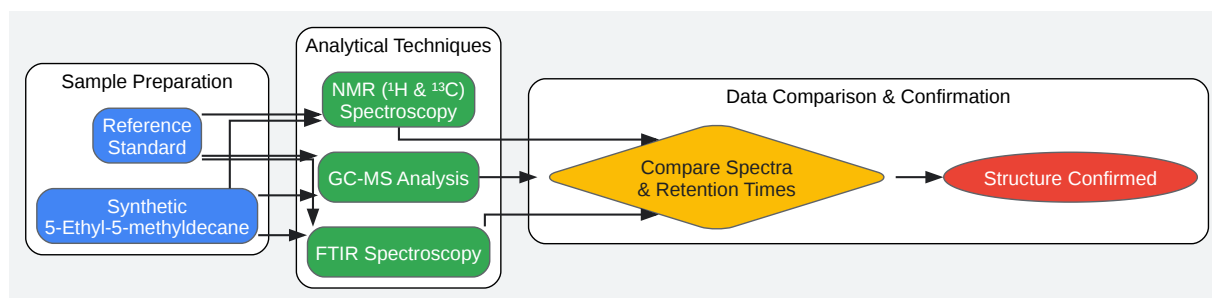 Sample Preparation
Reference
Standard
Synthetic
5-Ethyl-5-methyldecane
Analytical Techniques
NMR (¹H & ¹³C)
Spectroscopy
GC-MS Analysis
FTIR Spectroscopy
Data Comparison & Confirmation
Compare Spectra
& Retention Times
Structure Confirmed